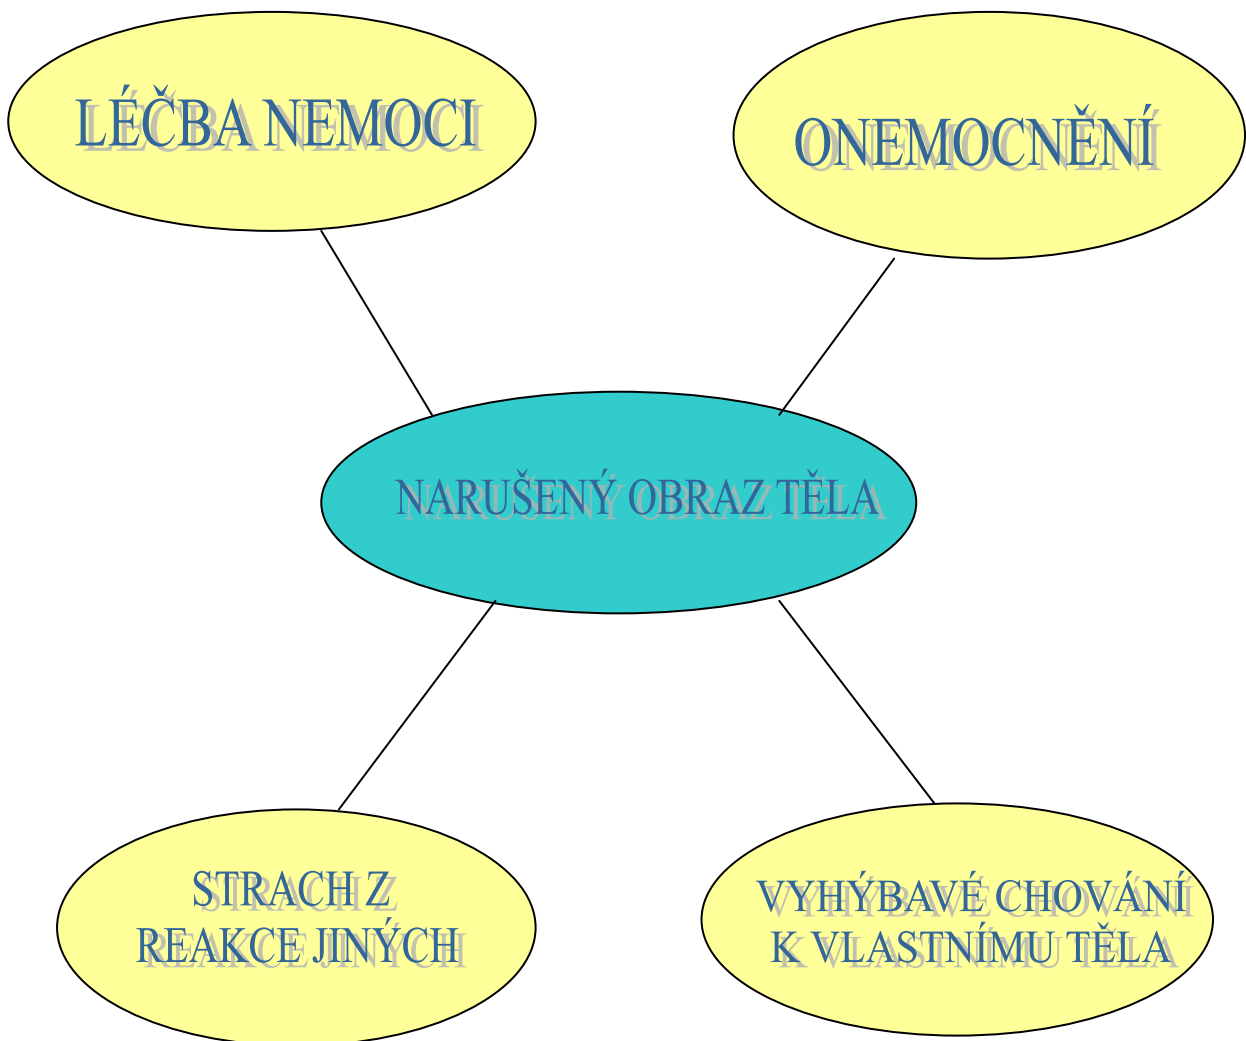 LÉČBA NEMOCI
ONEMOCNĚNÍ
NARUŠENÝ OBRAZ TĚLA
STRACH Z
REAKCE JINÝCH
VYHÝBAVÉ CHOVÁNÍ
K VLASTNÍMU TĚLA